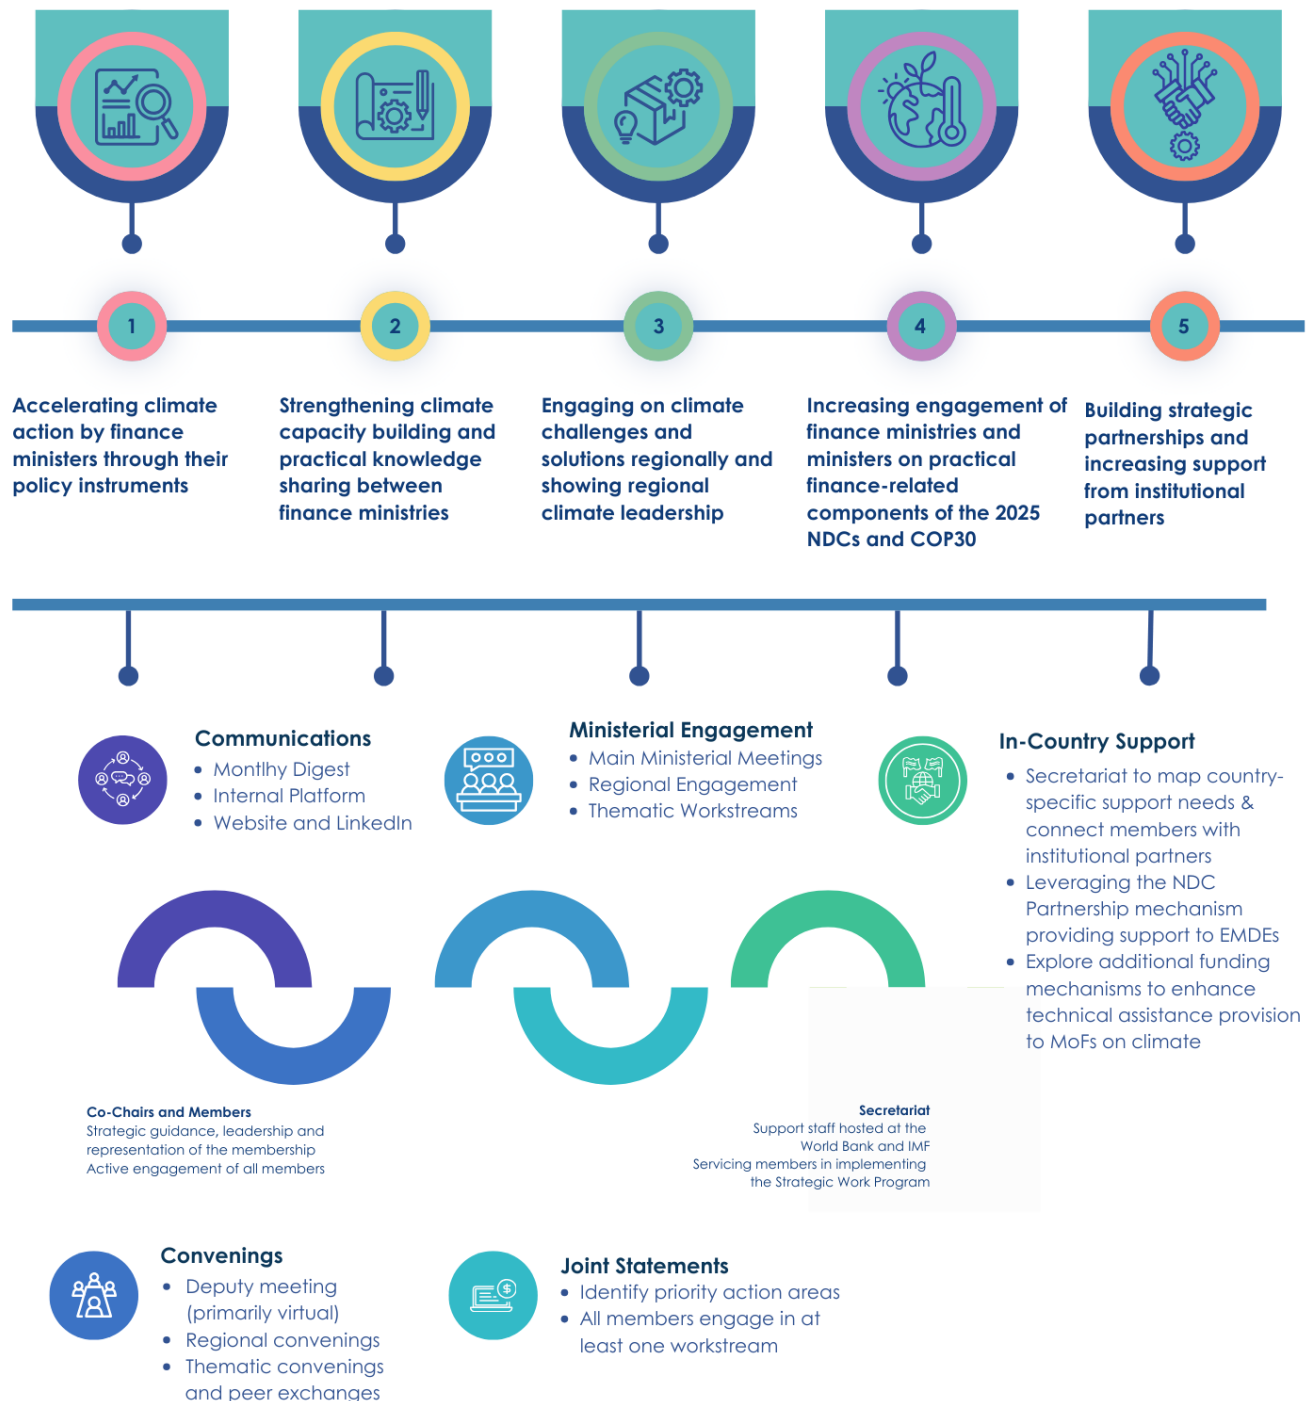 1
2
3
4
5
Accelerating climate
action by finance
ministers through their
policy instruments
Strengthening climate
capacity building and
practical knowledge
sharing between
finance ministries
Engaging on climate
challenges and
solutions regionally and
showing regional
climate leadership
Increasing engagement of
finance ministries and
ministers on practical
finance-related
components of the 2025
NDCs and COP30
Building strategic
partnerships and
increasing support
from institutional
partners
Communications
• Montlhy Digest
• Internal Platform
• Website and LinkedIn
Ministerial Engagement
• Main Ministerial Meetings
• Regional Engagement
• Thematic Workstreams
In-Country Support
• Secretariat to map country-
specific support needs &
connect members with
institutional partners
• Leveraging the NDC
Partnership mechanism
providing support to EMDEs
• Explore additional funding
mechanisms to enhance
technical assistance provision
to MoFs on climate
Co-Chairs and Members
Strategic guidance, leadership and
representation of the membership
Active engagement of all members
Secretariat
Support staff hosted at the
World Bank and IMF
Servicing members in implementing
the Strategic Work Program
Convenings
• Deputy meeting
(primarily virtual)
• Regional convenings
• Thematic convenings
and peer exchanges
Joint Statements
• Identify priority action areas
• All members engage in at
least one workstream